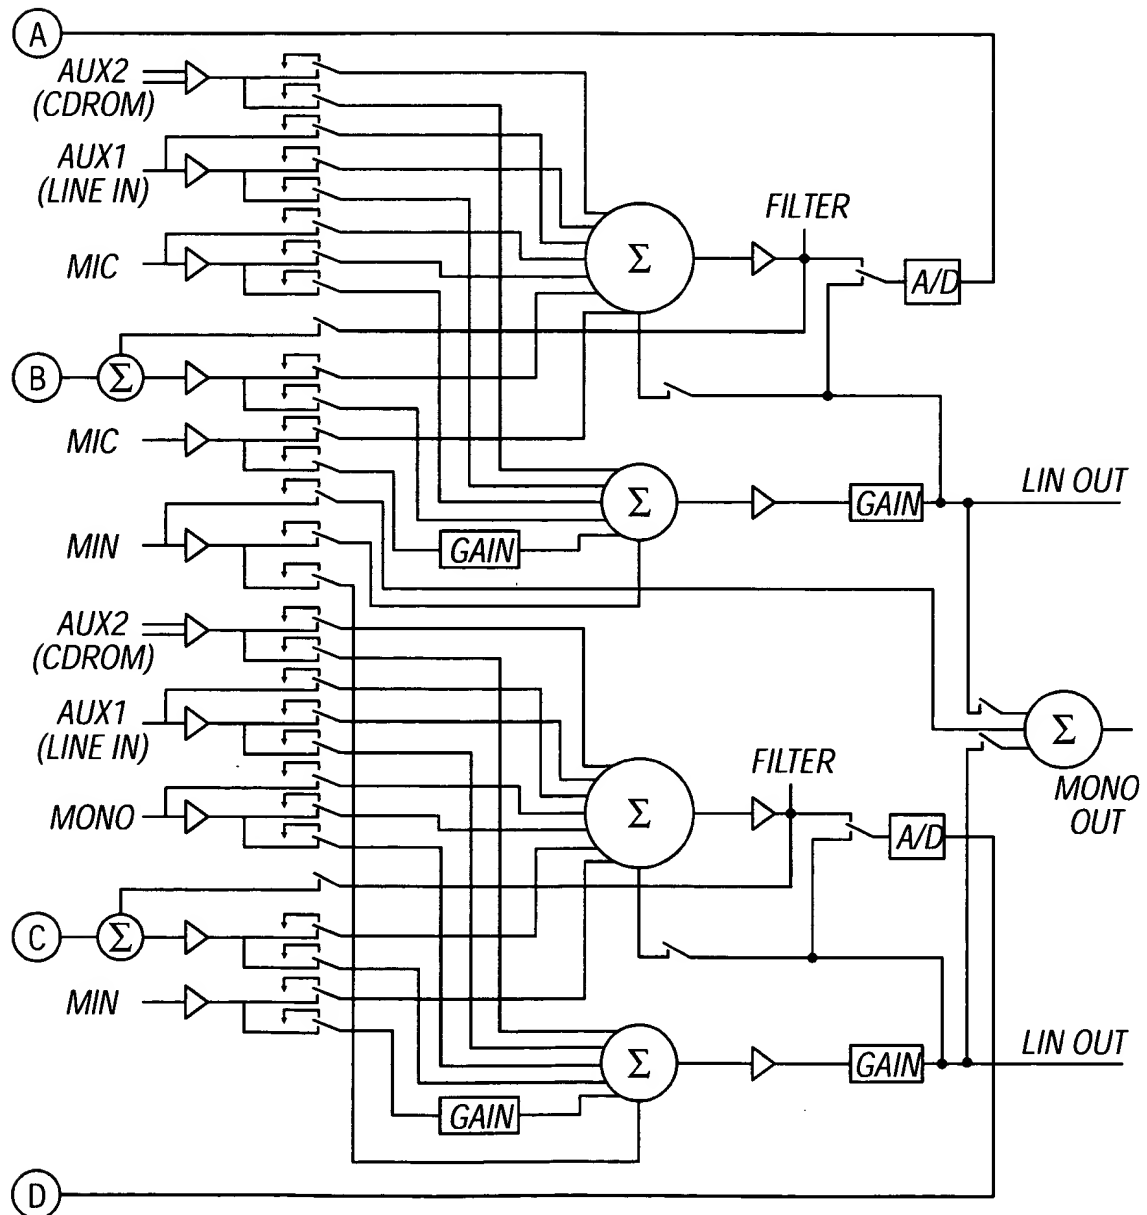 A
AUX2
(CDROM)
AUX1
(LINE IN)
MIC
Σ
FILTER
A/D
B
Σ
MIC
MIN
GAIN
Σ
GAIN
LIN OUT
AUX2
(CDROM)
AUX1
(LINE IN)
MONO
Σ
FILTER
A/D
Σ
MONO
OUT
C
Σ
MIN
GAIN
Σ
GAIN
LIN OUT
D